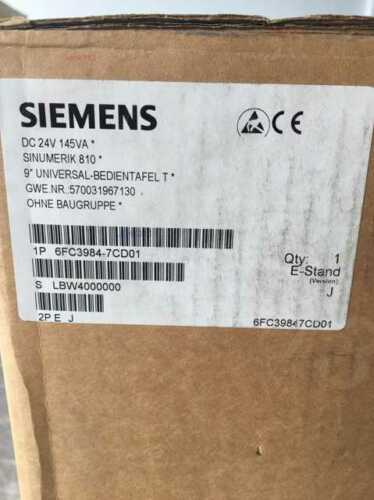 SIEMENS
CE
DC 24V 145VA *
SINUMERIK 810 *
9" UNIVERSAL-BEDIENTAFEL T *
GWE.NR.:570031967130
OHNE BAUGRUPPE *
1P 6FC3984-7CD01
Qty: 1
E-Stand
(Version)
S LBW4000000
J
2P E J
6FC39847CD01